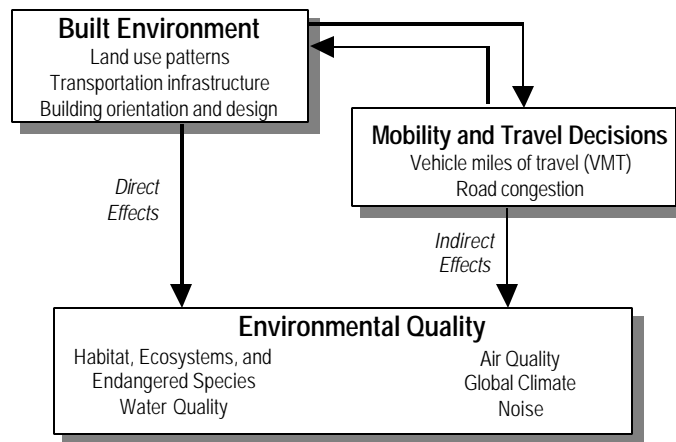 Built Environment
Land use patterns
Transportation infrastructure
Building orientation and design
Mobility and Travel Decisions
Vehicle miles of travel (VMT)
Road congestion
Direct
Effects
Indirect
Effects
Environmental Quality
Habitat, Ecosystems, and
Endangered Species
Water Quality
Air Quality
Global Climate
Noise